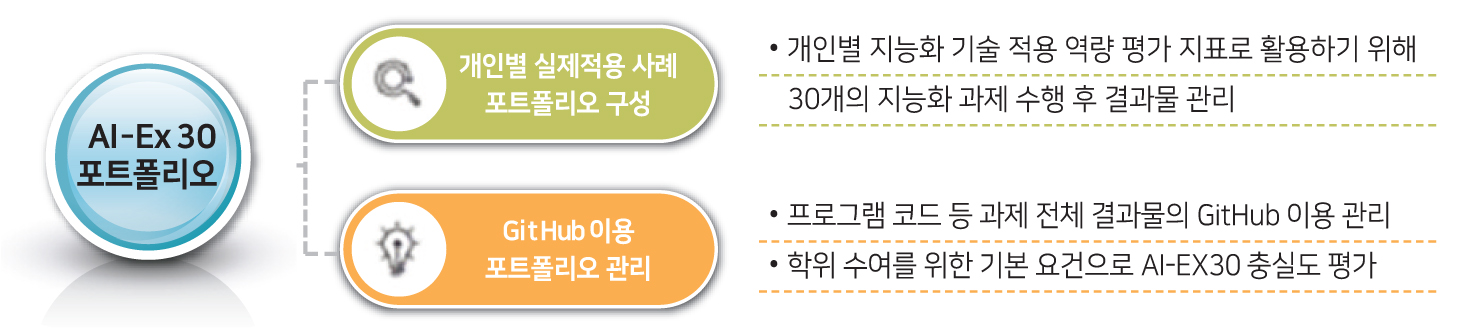 AI-Ex 30
포트폴리오
개인별 실제적용 사례
포트폴리오 구성
• 개인별 지능화 기술 적용 역량 평가 지표로 활용하기 위해
30개의 지능화 과제 수행 후 결과물 관리
GitHub 이용
포트폴리오 관리
• 프로그램 코드 등 과제 전체 결과물의 GitHub 이용 관리
• 학위 수여를 위한 기본 요건으로 AI-EX30 충실도 평가